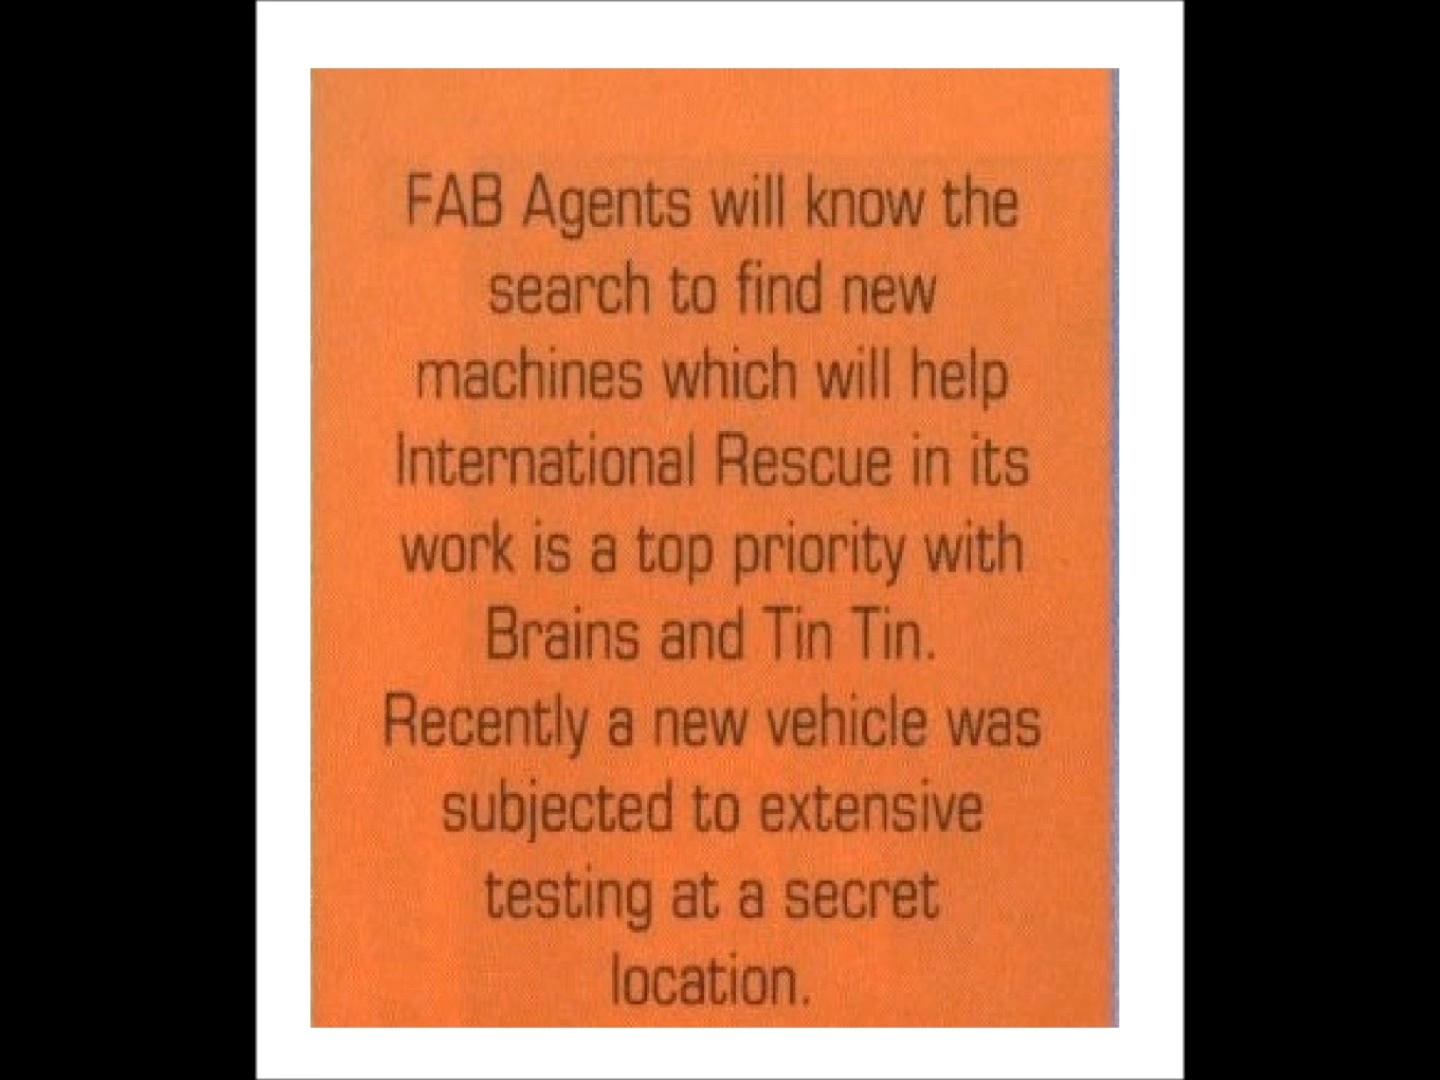 FAB Agents will know the
search to find new
machines which will help
International Rescue in its
work is a top priority with
Brains and Tin Tin.
Recently a new vehicle was
subjected to extensive
testing at a secret
location.